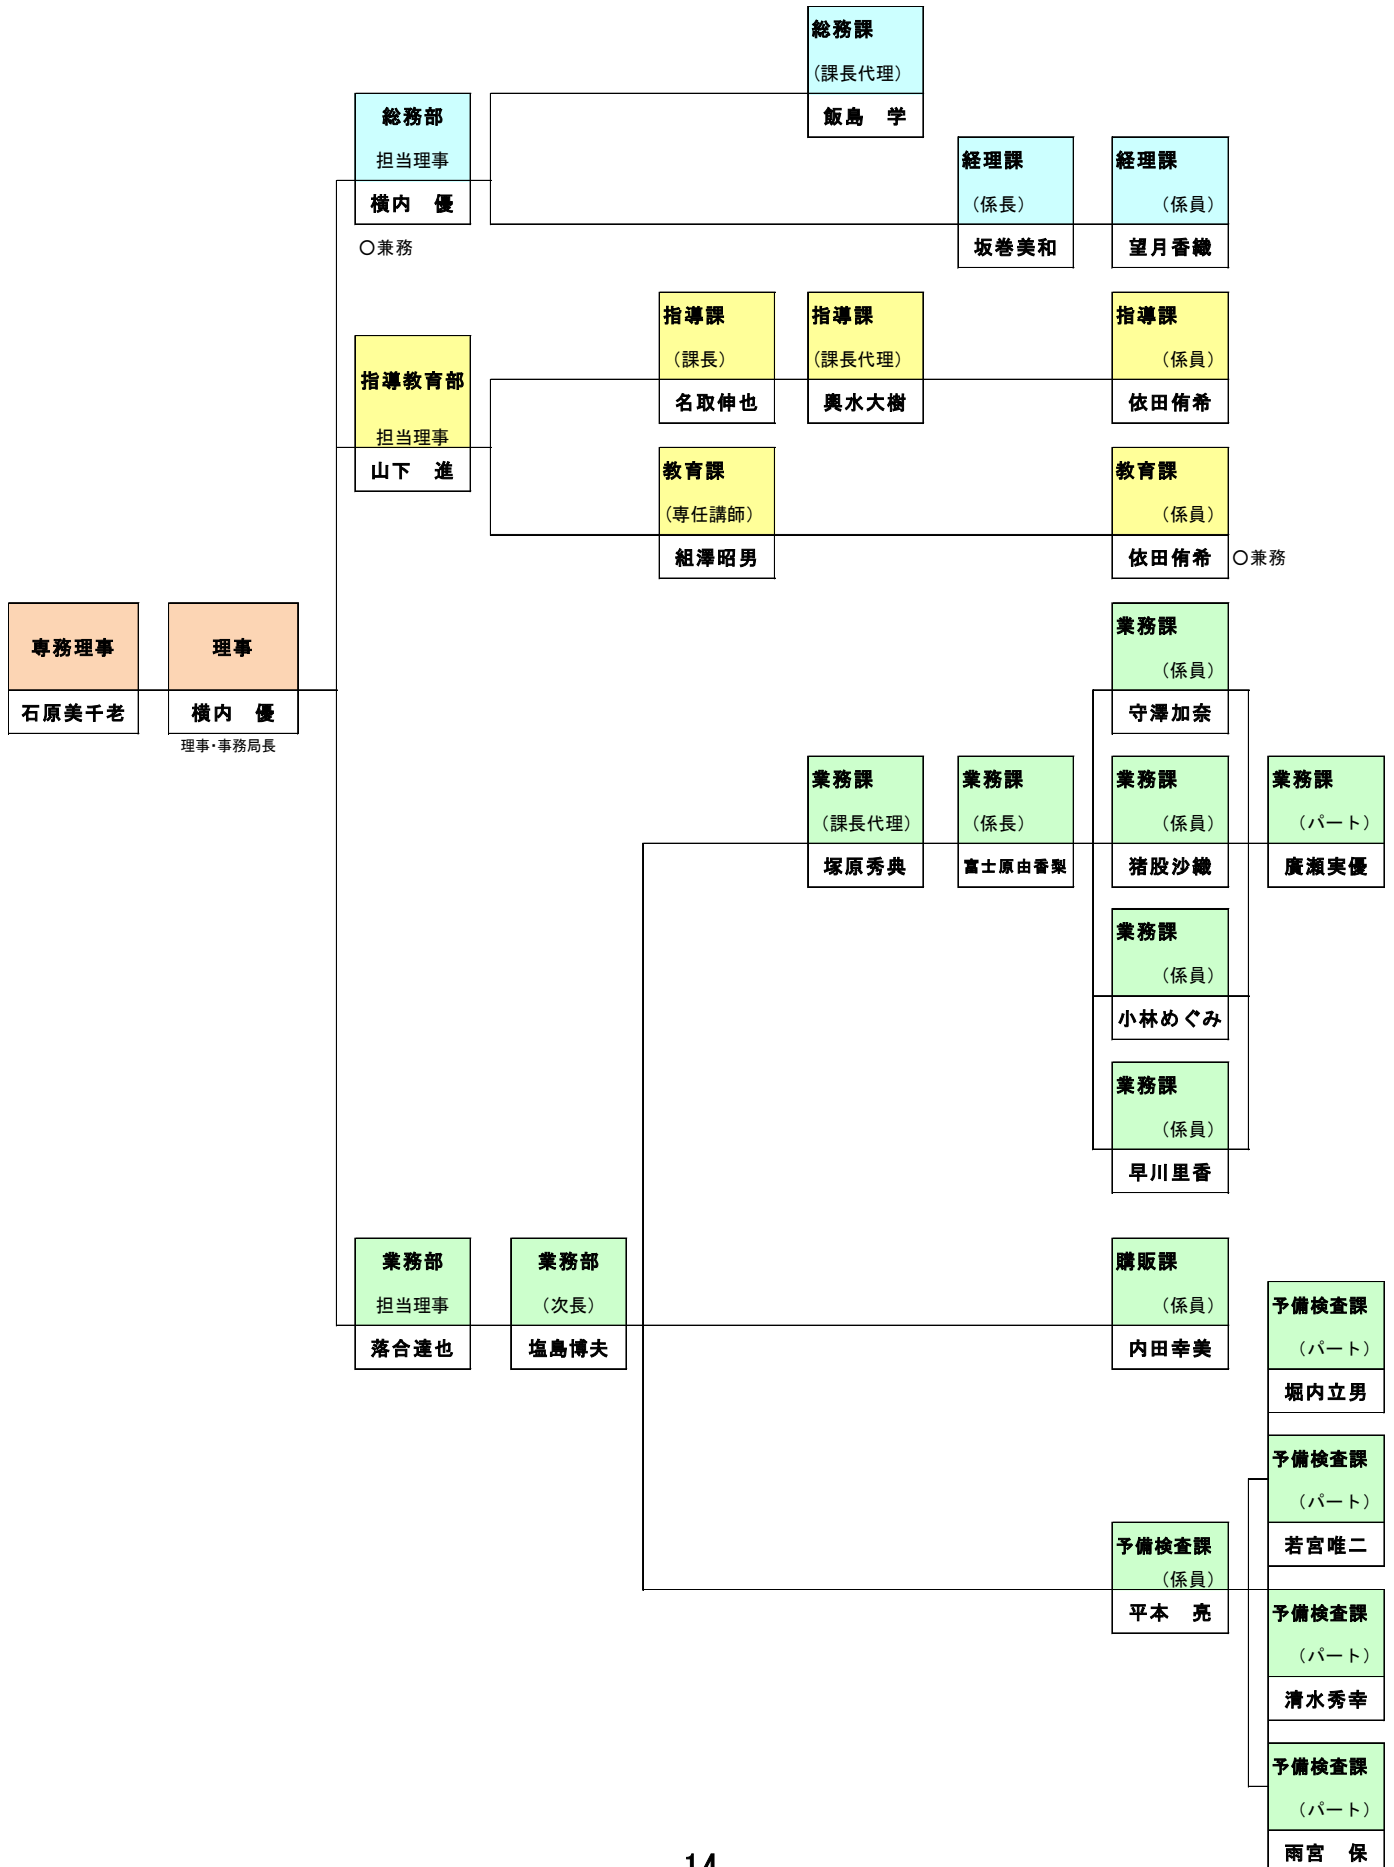 総務課
（課長代理）
飯島　学
総務部
担当理事
横内　優
○兼務
経理課
（係長）
坂巻美和
経理課
（係員）
望月香織
指導課
（課長）
名取伸也
指導課
（課長代理）
輿水大樹
指導課
（係員）
依田侑希
指導教育部
担当理事
山下　進
教育課
（専任講師）
組澤昭男
教育課
（係員）
依田侑希
○兼務
専務理事
石原美千老
理事
横内　優
理事・事務局長
業務課
（係員）
守澤加奈
業務課
（課長代理）
塚原秀典
業務課
（係長）
富士原由香梨
業務課
（係員）
猪股沙織
業務課
（パート）
廣瀬実優
業務課
（係員）
小林めぐみ
業務課
（係員）
早川里香
業務部
担当理事
落合達也
業務部
（次長）
塩島博夫
購販課
（係員）
内田幸美
予備検査課
（パート）
堀内立男
予備検査課
（パート）
若宮唯二
予備検査課
（係員）
平本　亮
予備検査課
（パート）
清水秀幸
予備検査課
（パート）
雨宮　保
14